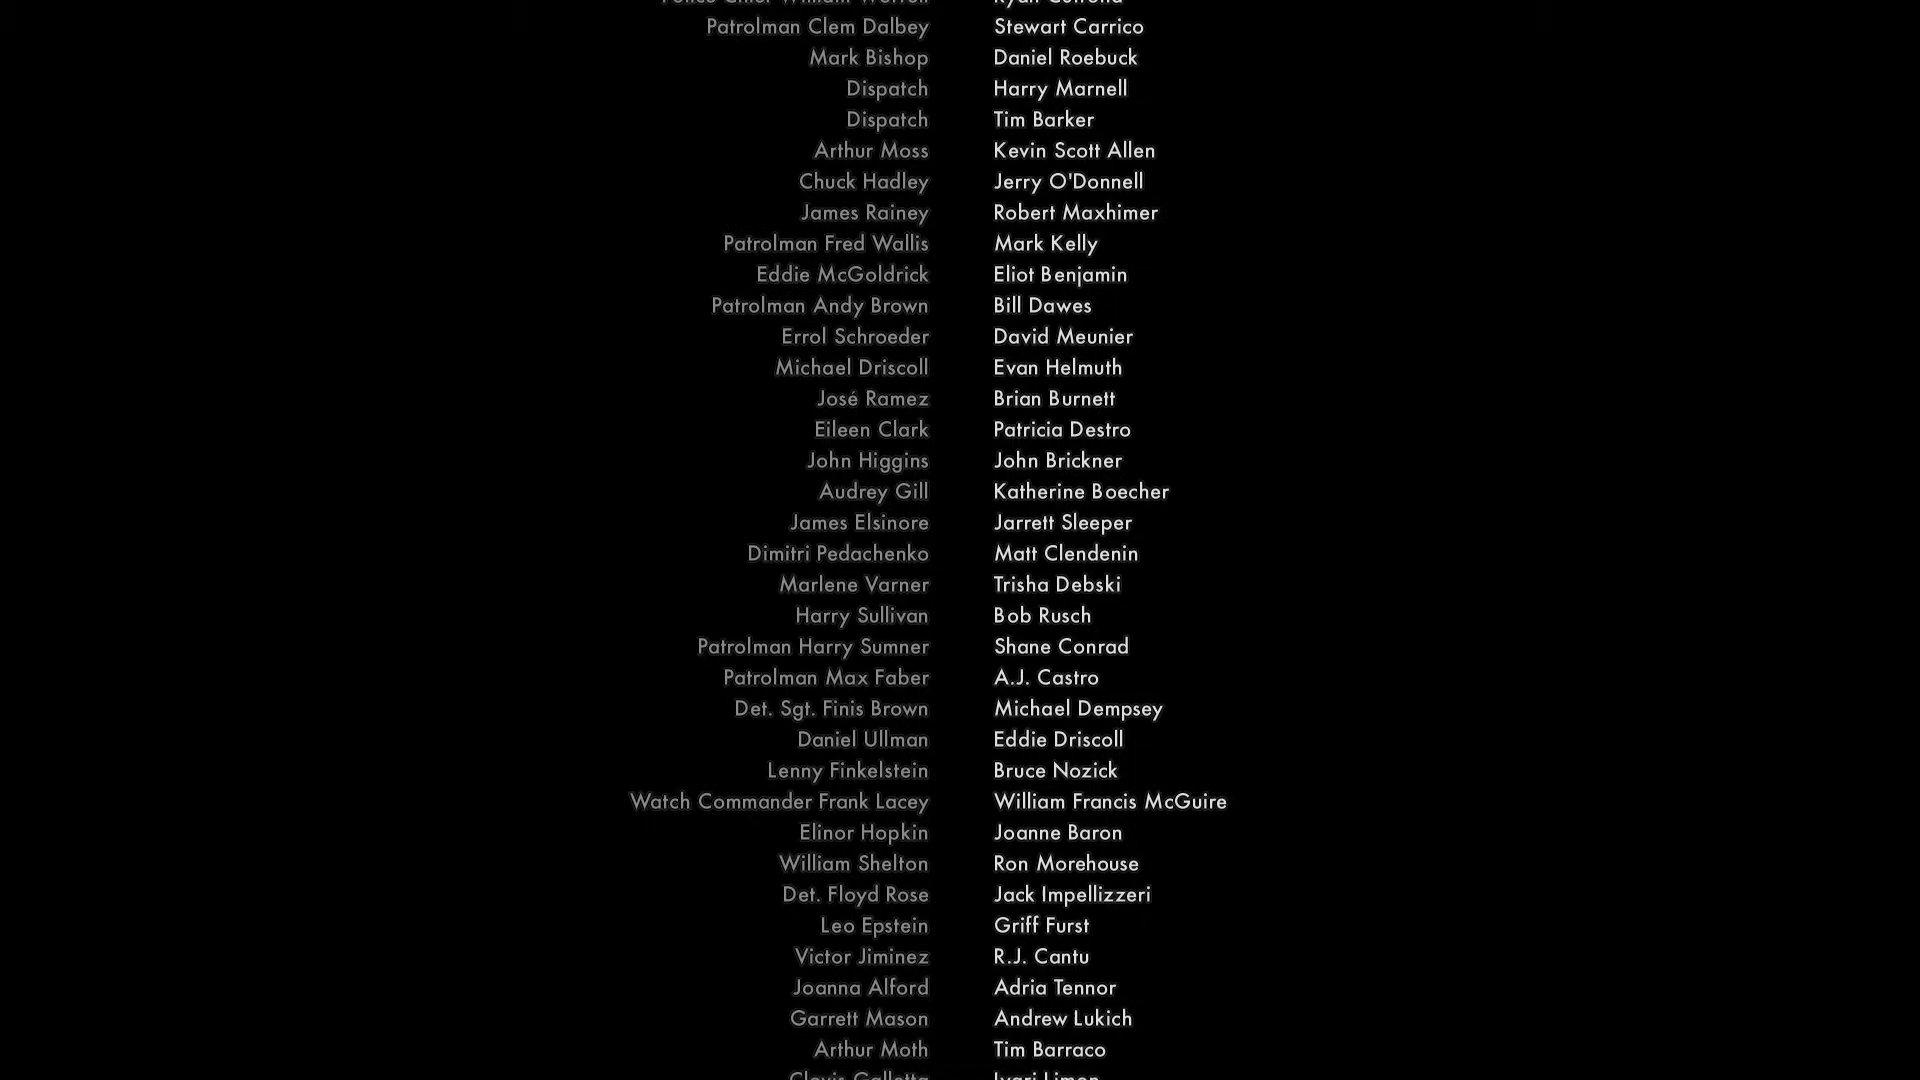 Patrolman Clem Dalbey Stewart Carrico
Mark Bishop Daniel Roebuck
Dispatch Harry Marnell
Dispatch Tim Barker
Arthur Moss Kevin Scott Allen
Chuck Hadley Jerry O'Donnell
James Rainey Robert Maxhimer
Patrolman Fred Wallis Mark Kelly
Eddie McGoldrick Eliot Benjamin
Patrolman Andy Brown Bill Dawes
Errol Schroeder David Meunier
Michael Driscoll Evan Helmuth
José Ramez Brian Burnett
Eileen Clark Patricia Destro
John Higgins John Brickner
Audrey Gill Katherine Boecher
James Elsinore Jarrett Sleeper
Dimitri Pedachenko Matt Clendenin
Marlene Varner Trisha Debski
Harry Sullivan Bob Rusch
Patrolman Harry Sumner Shane Conrad
Patrolman Max Faber A.J. Castro
Det. Sgt. Finis Brown Michael Dempsey
Daniel Ullman Eddie Driscoll
Lenny Finkelstein Bruce Nozick
Watch Commander Frank Lacey William Francis McGuire
Elinor Hopkin Joanne Baron
William Shelton Ron Morehouse
Det. Floyd Rose Jack Impellizzeri
Leo Epstein Griff Furst
Victor Jiminez R.J. Cantu
Joanna Alford Adria Tennor
Garrett Mason Andrew Lukich
Arthur Moth Tim Barraco